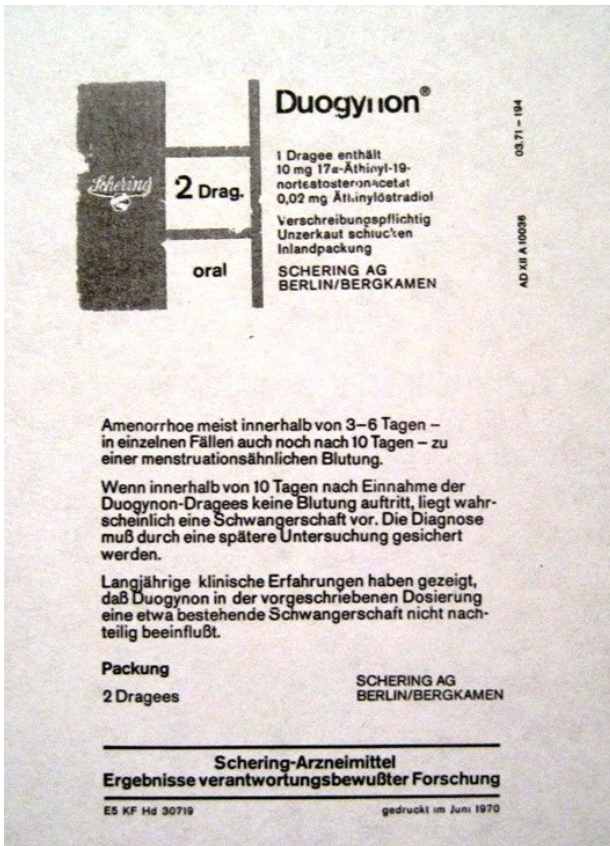 Duogynon®
Schering
2 Drag.
oral
1 Dragee enthält
10 mg 17α-Äthinyl-19-
nortestosteronacetat
0,02 mg Äthinylöstradiol
Verschreibungspflichtig
Unzerkaut schlucken
Inlandpackung
SCHERING AG
BERLIN/BERGKAMEN
03.71 – 194
AD XII A 10036
Amenorrhoe meist innerhalb von 3–6 Tagen –
in einzelnen Fällen auch noch nach 10 Tagen – zu
einer menstruationsähnlichen Blutung.
Wenn innerhalb von 10 Tagen nach Einnahme der
Duogynon-Dragees keine Blutung auftritt, liegt wahr-
scheinlich eine Schwangerschaft vor. Die Diagnose
muß durch eine spätere Untersuchung gesichert
werden.
Langjährige klinische Erfahrungen haben gezeigt,
daß Duogynon in der vorgeschriebenen Dosierung
eine etwa bestehende Schwangerschaft nicht nach-
teilig beeinflußt.
Packung
2 Dragees
SCHERING AG
BERLIN/BERGKAMEN
Schering-Arzneimittel
Ergebnisse verantwortungsbewußter Forschung
E5 KF Hd 30719
gedruckt im Juni 1970